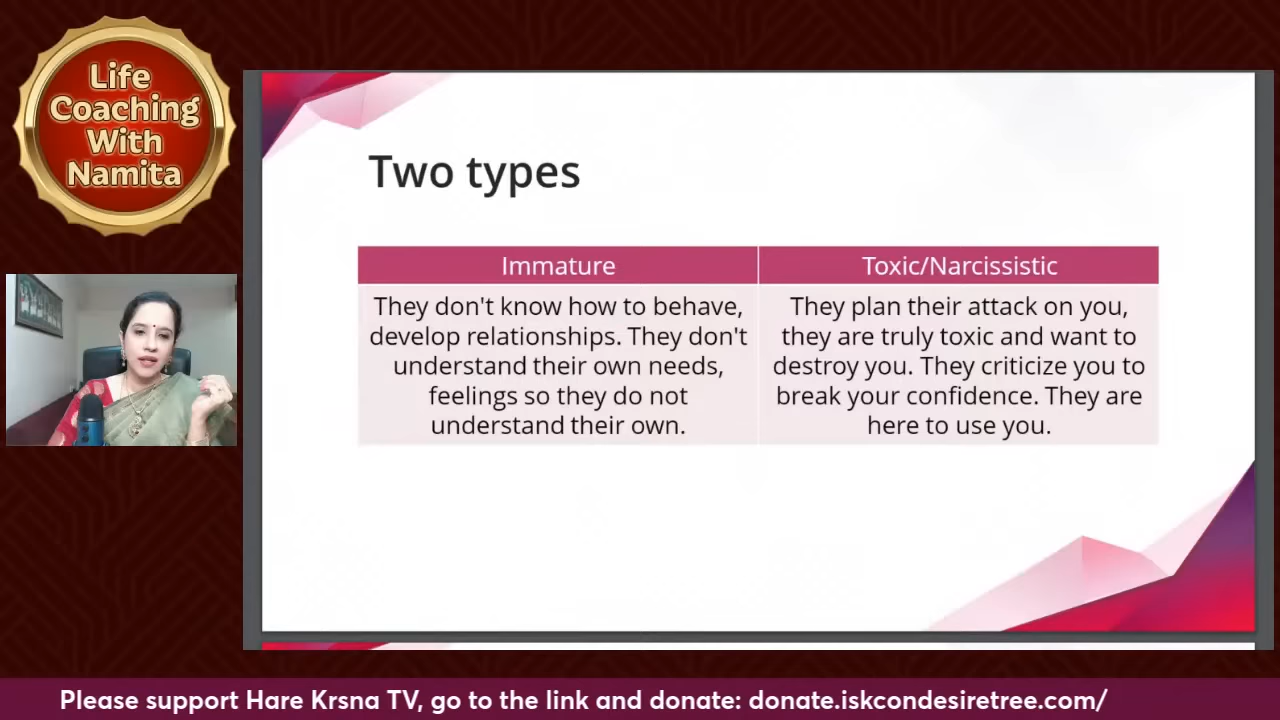 Life
Coaching
With
Namita
Two types
Immature
They don't know how to behave,
develop relationships. They don't
understand their own needs,
feelings so they do not
understand their own.
Toxic/Narcissistic
They plan their attack on you,
they are truly toxic and want to
destroy you. They criticize you to
break your confidence. They are
here to use you.
Please support Hare Krsna TV, go to the link and donate: donate.iskcondesiretree.com/